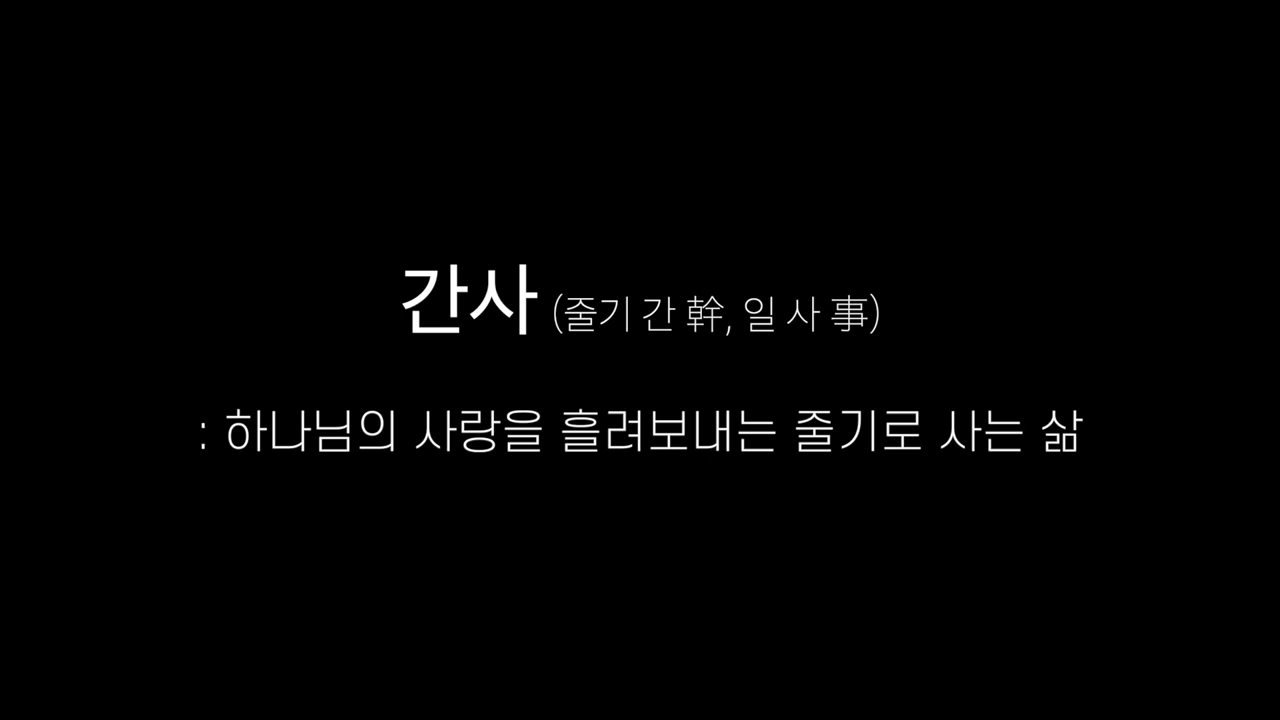 간사 (줄기 간 幹, 일 사 事)
: 하나님의 사랑을 흘려보내는 줄기로 사는 삶